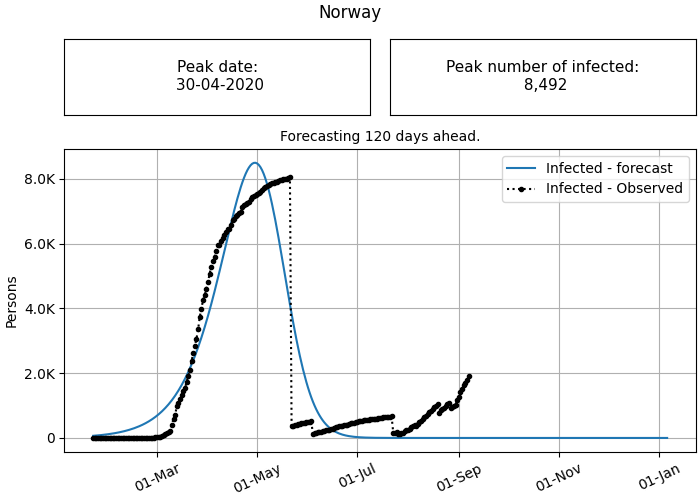 Norway
Peak date:
30-04-2020
Peak number of infected:
8,492
Forecasting 120 days ahead.
Infected - forecast
Infected - Observed
8.0K
6.0K
4.0K
2.0K
0
Persons
01-Mar
01-May
01-Jul
01-Sep
01-Nov
01-Jan